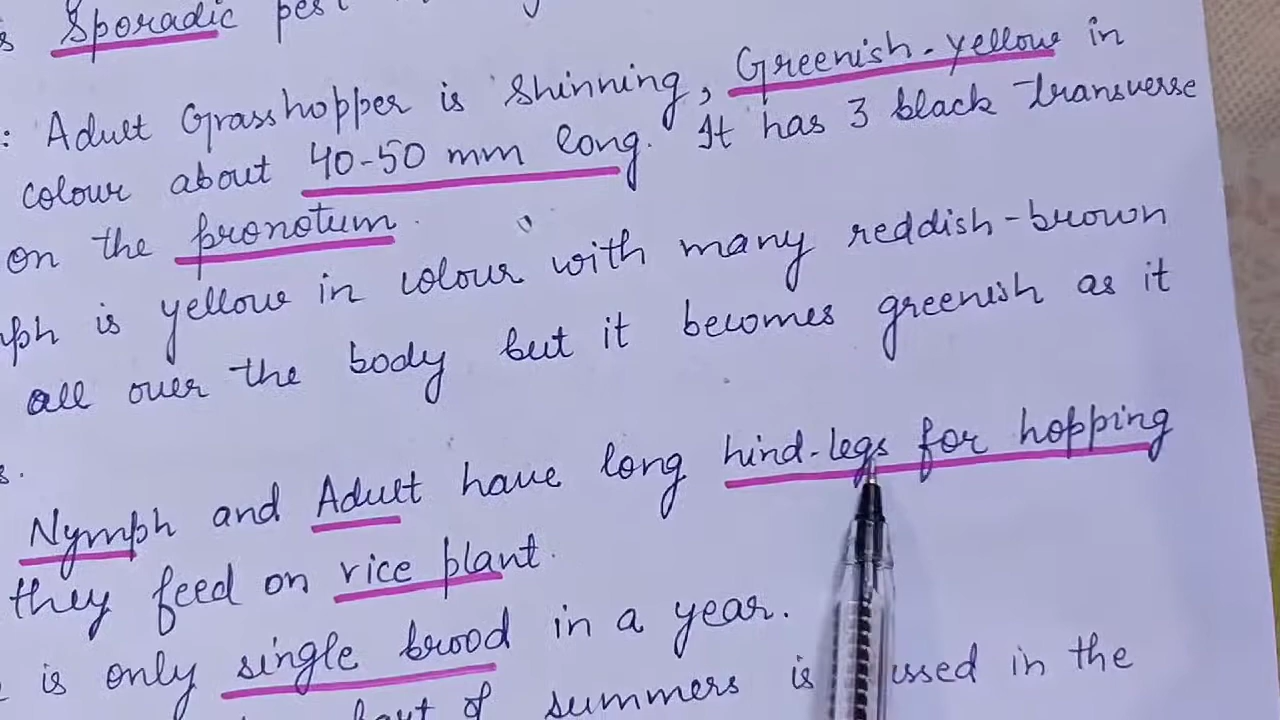 Sporadic pest
: Adult Grasshopper is shinning, Greenish-yellow in
colour about 40-50 mm long. It has 3 black transverse
on the pronotum.
is yellow in colour with many reddish-brown
all over the body but it becomes greenish as it
Nymph and Adult have long hind-legs for hopping
they feed on rice plant.
is only single brood in a year.
of summers is in the